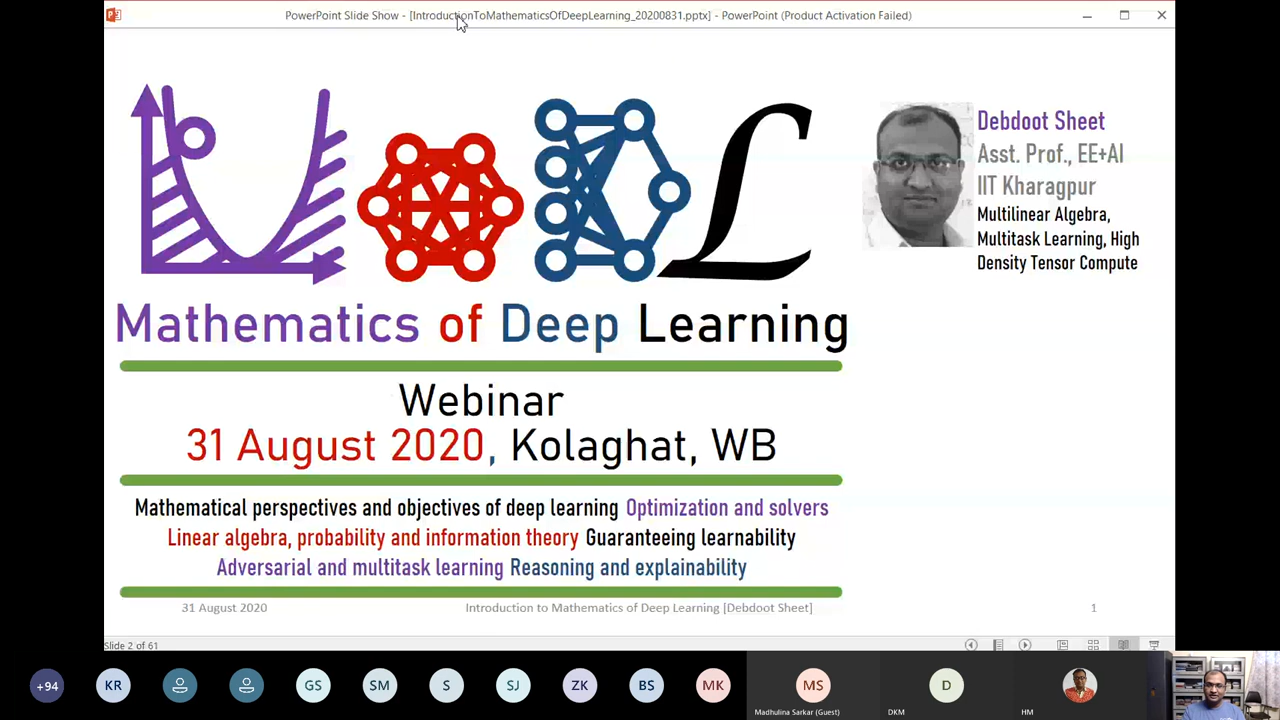 PowerPoint Slide Show - [IntroductionToMathematicsOfDeepLearning_20200831.pptx] - PowerPoint (Product Activation Failed)
Debdoot Sheet
Asst. Prof., EE+AI
IIT Kharagpur
Multilinear Algebra,
Multitask Learning, High
Density Tensor Compute
ℒ
Mathematics of Deep Learning
Webinar
31 August 2020, Kolaghat, WB
Mathematical perspectives and objectives of deep learning Optimization and solvers
Linear algebra, probability and information theory Guaranteeing learnability
Adversarial and multitask learning Reasoning and explainability
31 August 2020 Introduction to Mathematics of Deep Learning [Debdoot Sheet] 1
Slide 2 of 61
+94 KR GS SM S SJ ZK BS MK MS D
Madhulina Sarkar (Guest) DKM HM